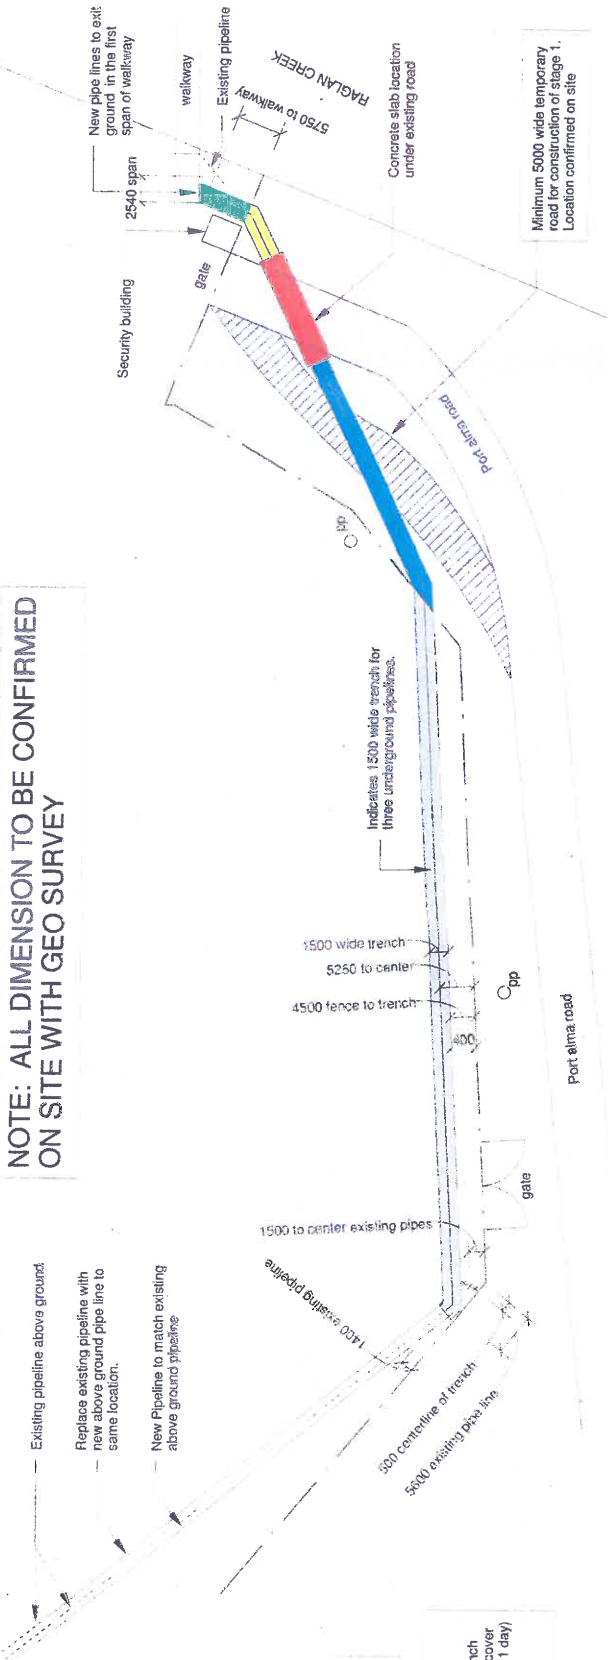 NOTE: ALL DIMENSION TO BE CONFIRMED
ON SITE WITH GEO SURVEY
Existing pipeline above ground
Replace existing pipeline with
new above ground pipe line to
same location.
New Pipeline to match existing
above ground pipeline
1400 existing pipeline
1500 to center existing pipes
500 centerline of trench
5600 existing pipe line
gate
Port alma road
pp
1500 wide trench
5250 to center
4500 fence to trench
400
Indicates 1500 wide trench for
three underground pipelines.
pp
Port alma road
Security building
gate
2540 span
New pipe lines to exit
ground in the first
span of walkway
walkway
Existing pipeline
5750 to walkway
RAGLAN CREEK
Concrete slab location
under existing road
Minimum 5000 wide temporary
road for construction of stage 1.
Location confirmed on site
nch
cover
1 day)